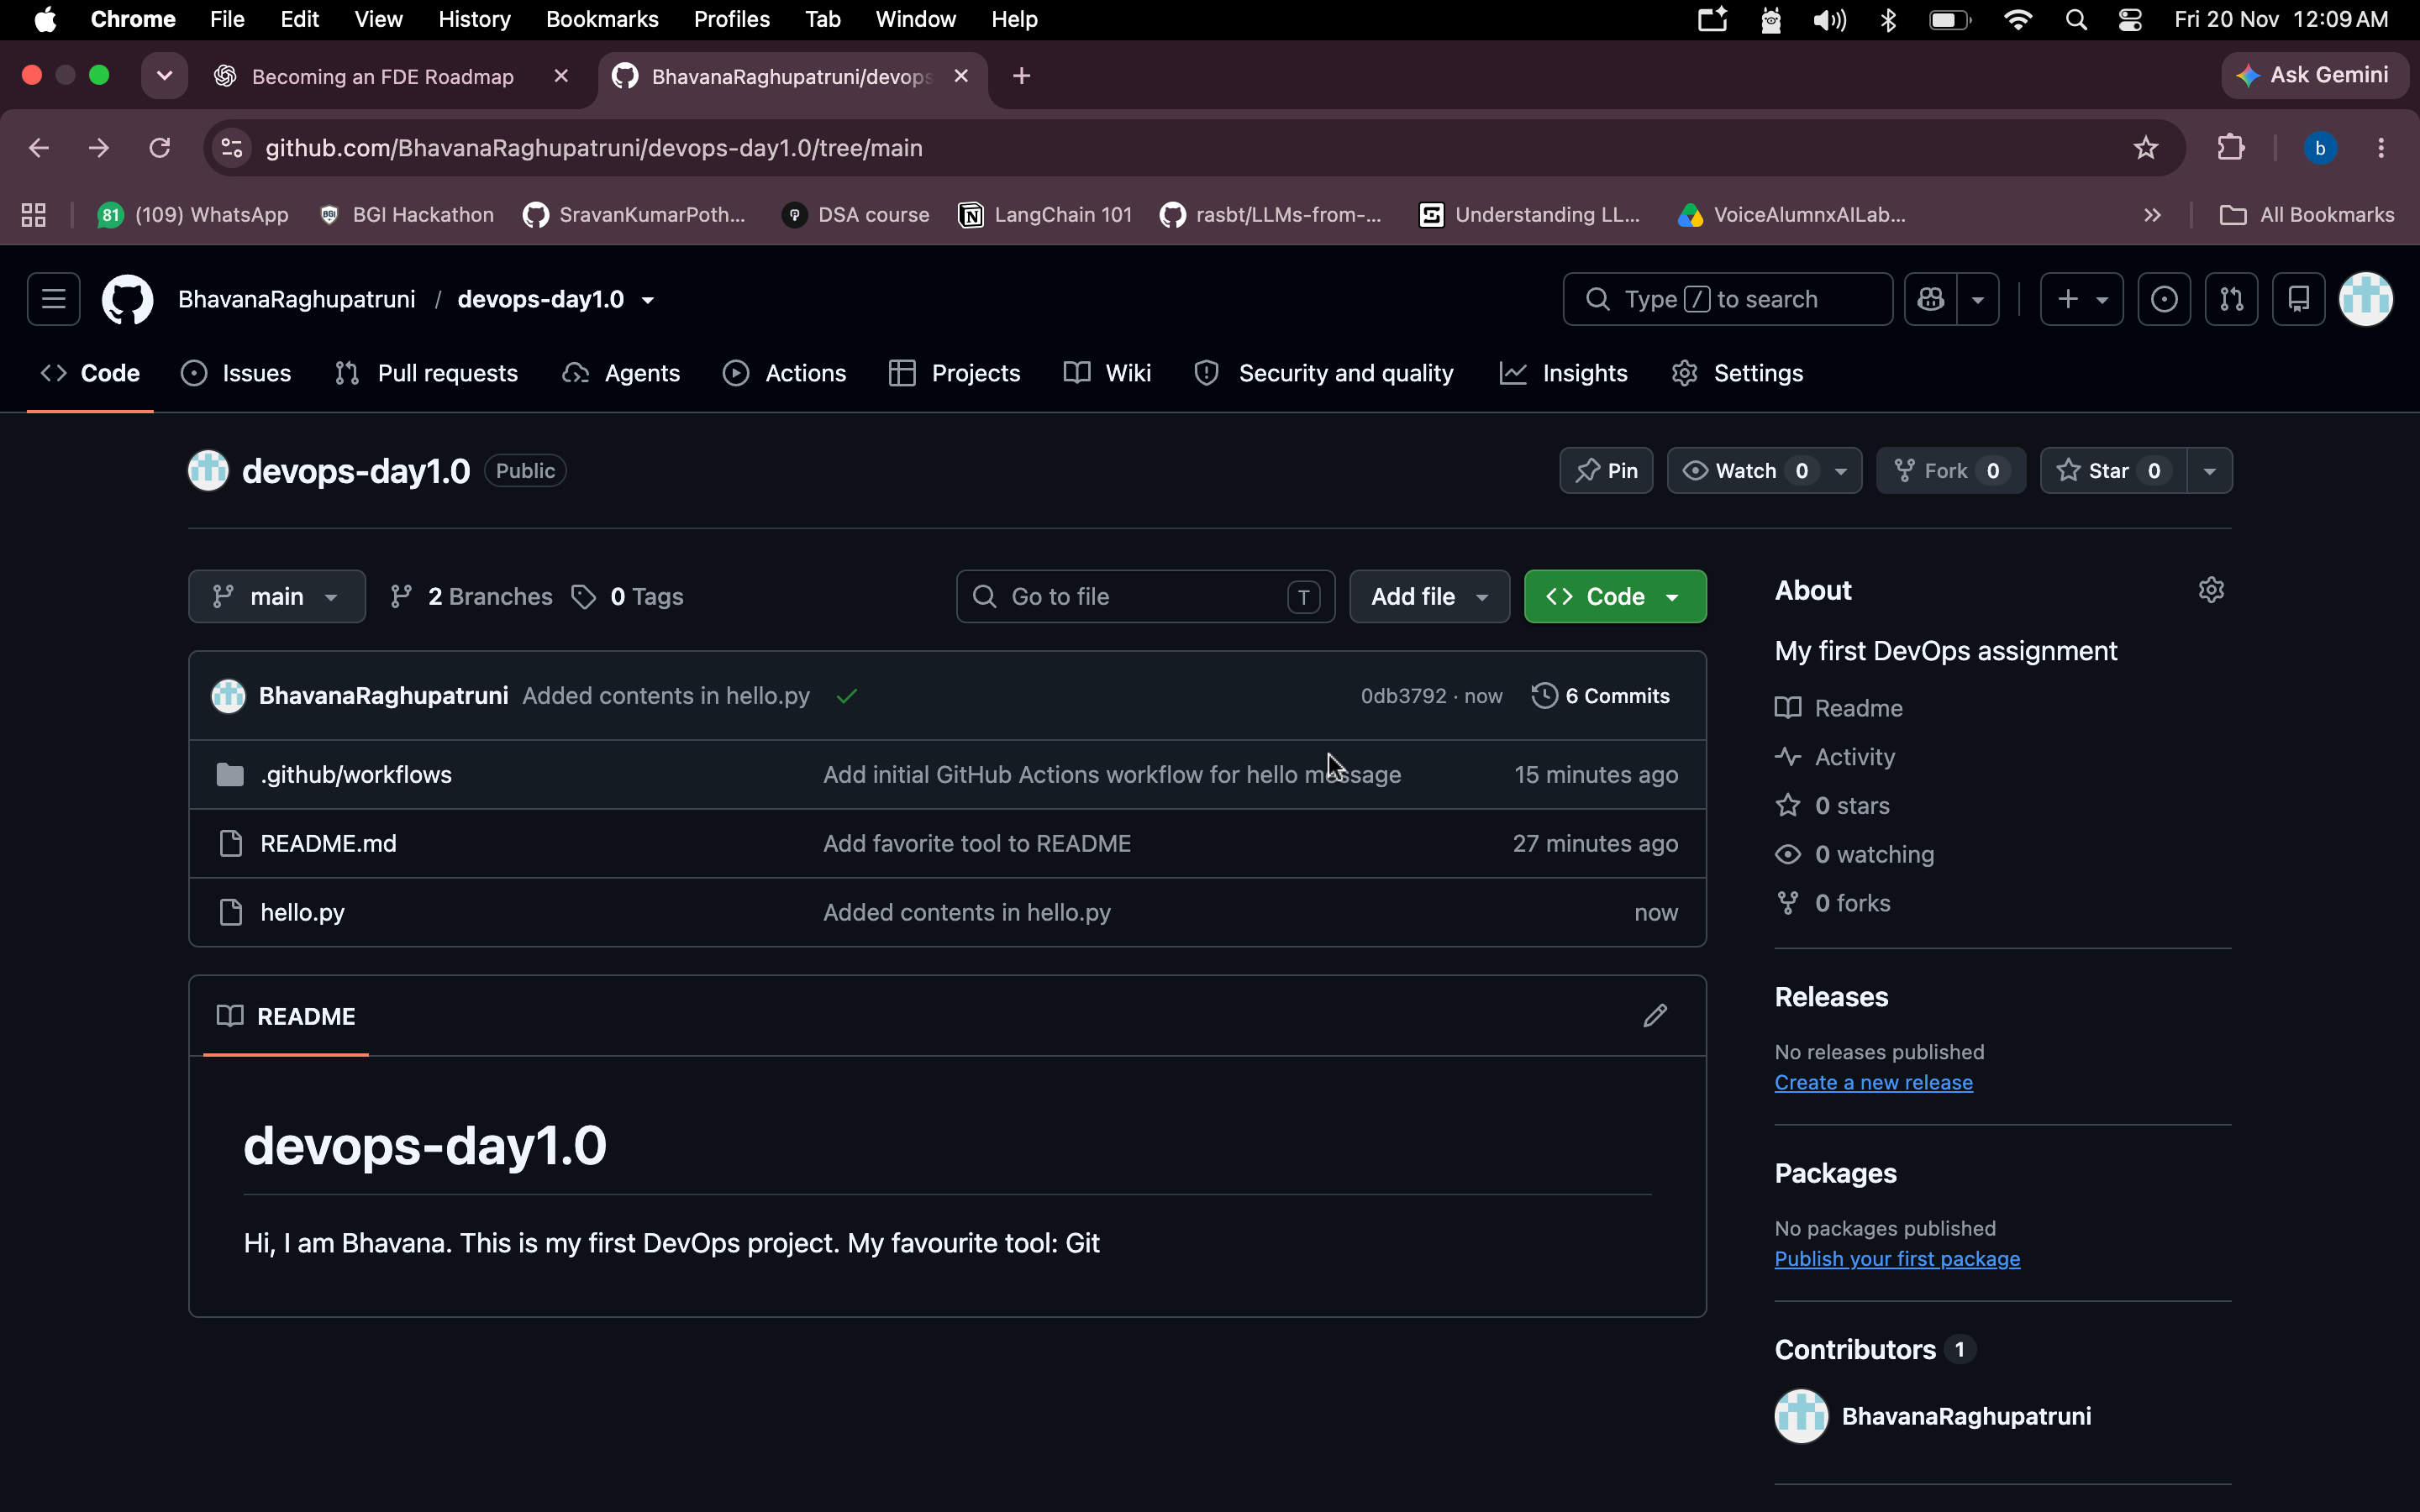 Chrome File Edit View History Bookmarks Profiles Tab Window Help Fri 20 Nov 12:09 AM
Becoming an FDE Roadmap BhavanaRaghupatruni/devops Ask Gemini
github.com/BhavanaRaghupatruni/devops-day1.0/tree/main b
81 (109) WhatsApp BGI BGI Hackathon SravanKumarPoth... DSA course LangChain 101 rasbt/LLMs-from-... Understanding LL... VoiceAlumnxAILab... All Bookmarks
BhavanaRaghupatruni / devops-day1.0 Type / to search
Code Issues Pull requests Agents Actions Projects Wiki Security and quality Insights Settings
devops-day1.0 Public Pin Watch 0 Fork 0 Star 0
main 2 Branches 0 Tags Go to file T Add file Code
BhavanaRaghupatruni Added contents in hello.py 0db3792 · now 6 Commits
.github/workflows Add initial GitHub Actions workflow for hello message 15 minutes ago
README.md Add favorite tool to README 27 minutes ago
hello.py Added contents in hello.py now
README
devops-day1.0
Hi, I am Bhavana. This is my first DevOps project. My favourite tool: Git
About
My first DevOps assignment
Readme
Activity
0 stars
0 watching
0 forks
Releases
No releases published
Create a new release
Packages
No packages published
Publish your first package
Contributors 1
BhavanaRaghupatruni